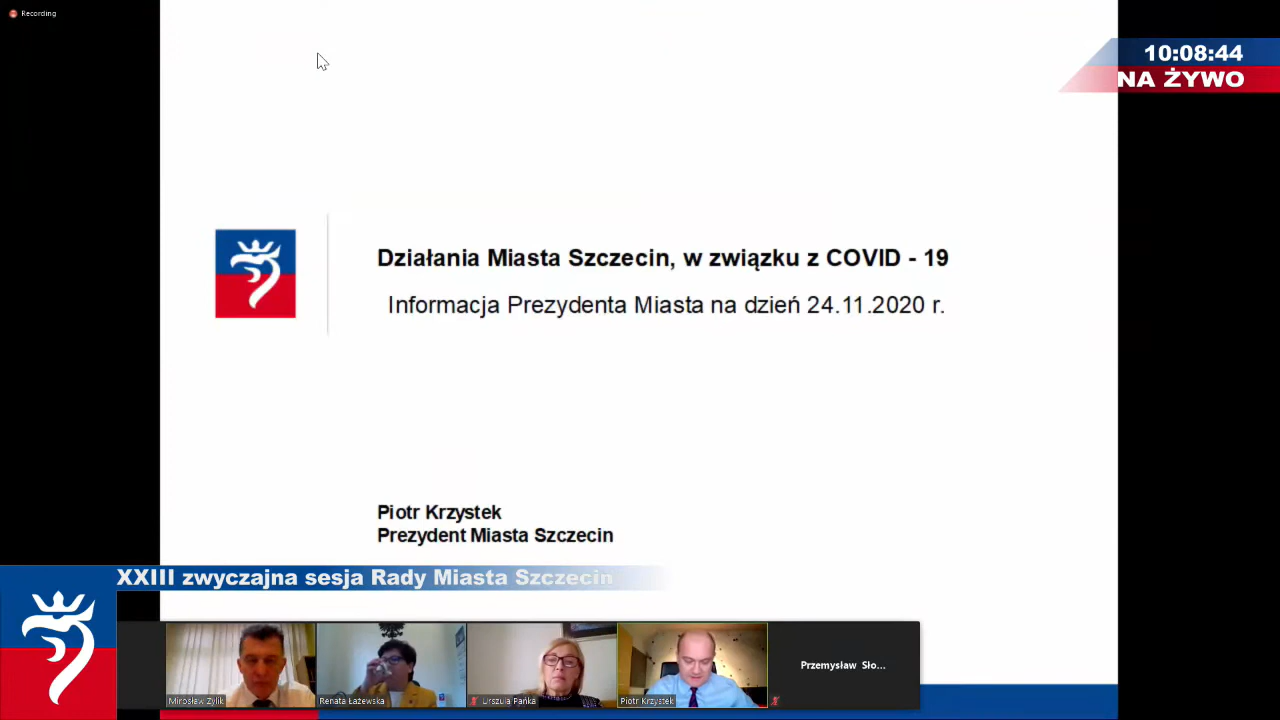 Recording
10:08:44
NA ŻYWO
Działania Miasta Szczecin, w związku z COVID - 19
Informacja Prezydenta Miasta na dzień 24.11.2020 r.
Piotr Krzystek
Prezydent Miasta Szczecin
XXIII zwyczajna sesja Rady Miasta Szczecin
Przemysław Sło...
Mirosław Żylik
Renata Łażewska
Urszula Pańka
Piotr Krzystek